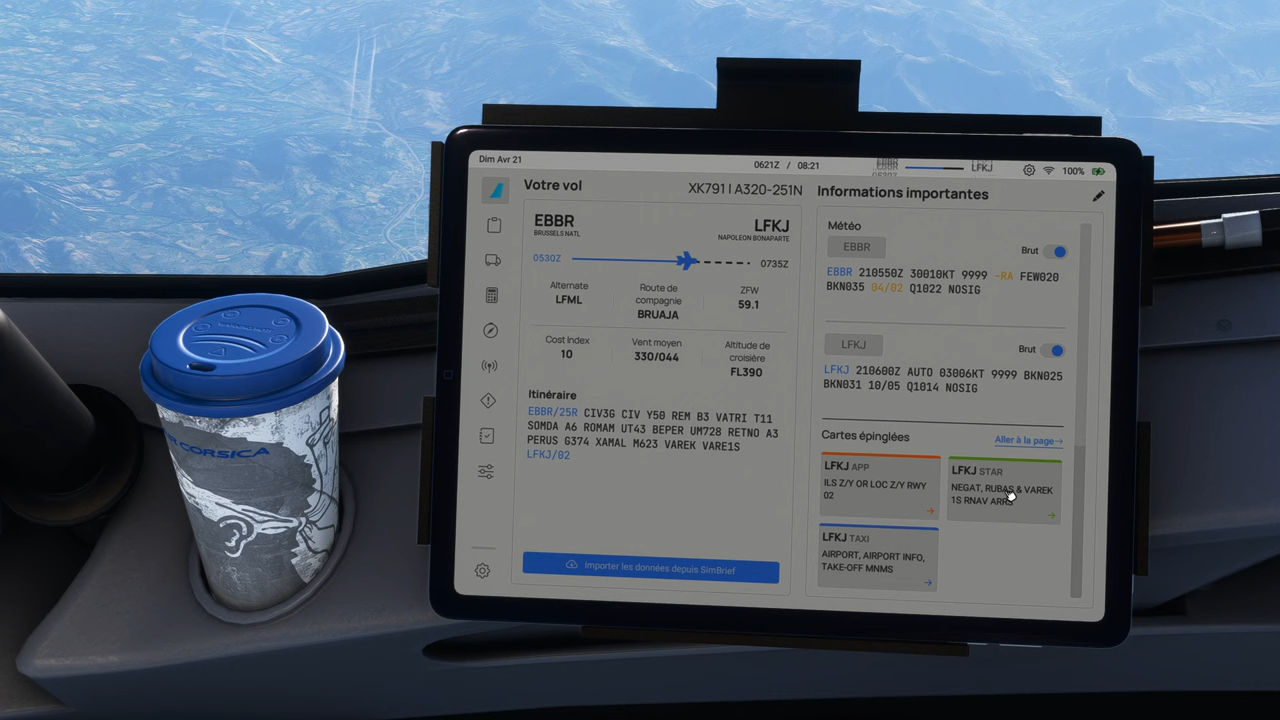 Dim Avr 21
0621Z / 08:21
EBBR
LFKJ
100%
Votre vol
XK791 | A320-251N
EBBR
BRUSSELS NATL
LFKJ
NAPOLEON BONAPARTE
0530Z
0735Z
Alternate
LFML
Route de
compagnie
BRUAJA
ZFW
59.1
Cost Index
10
Vent moyen
330/044
Altitude de
croisière
FL390
Itinéraire
EBBR/25R CIV3G CIV Y50 REM B3 VATRI T11
SOMDA A6 ROMAM UT43 BEPER UM728 RETNO A3
PERUS G374 XAMAL M623 VAREK VARE1S
LFKJ/02
Importer les données depuis SimBrief
Informations importantes
Météo
EBBR
Brut
EBBR 210550Z 30010KT 9999 -RA FEW020
BKN035 04/02 Q1022 NOSIG
LFKJ
Brut
LFKJ 210600Z AUTO 03006KT 9999 BKN025
BKN031 10/05 Q1014 NOSIG
Cartes épinglées
Aller à la page→
LFKJ APP
ILS Z/Y OR LOC Z/Y RWY
02
LFKJ STAR
NEGAT, RUBAS & VAREK
1S RNAV ARRS
LFKJ TAXI
AIRPORT, AIRPORT INFO,
TAKE-OFF MNMS
CORSICA